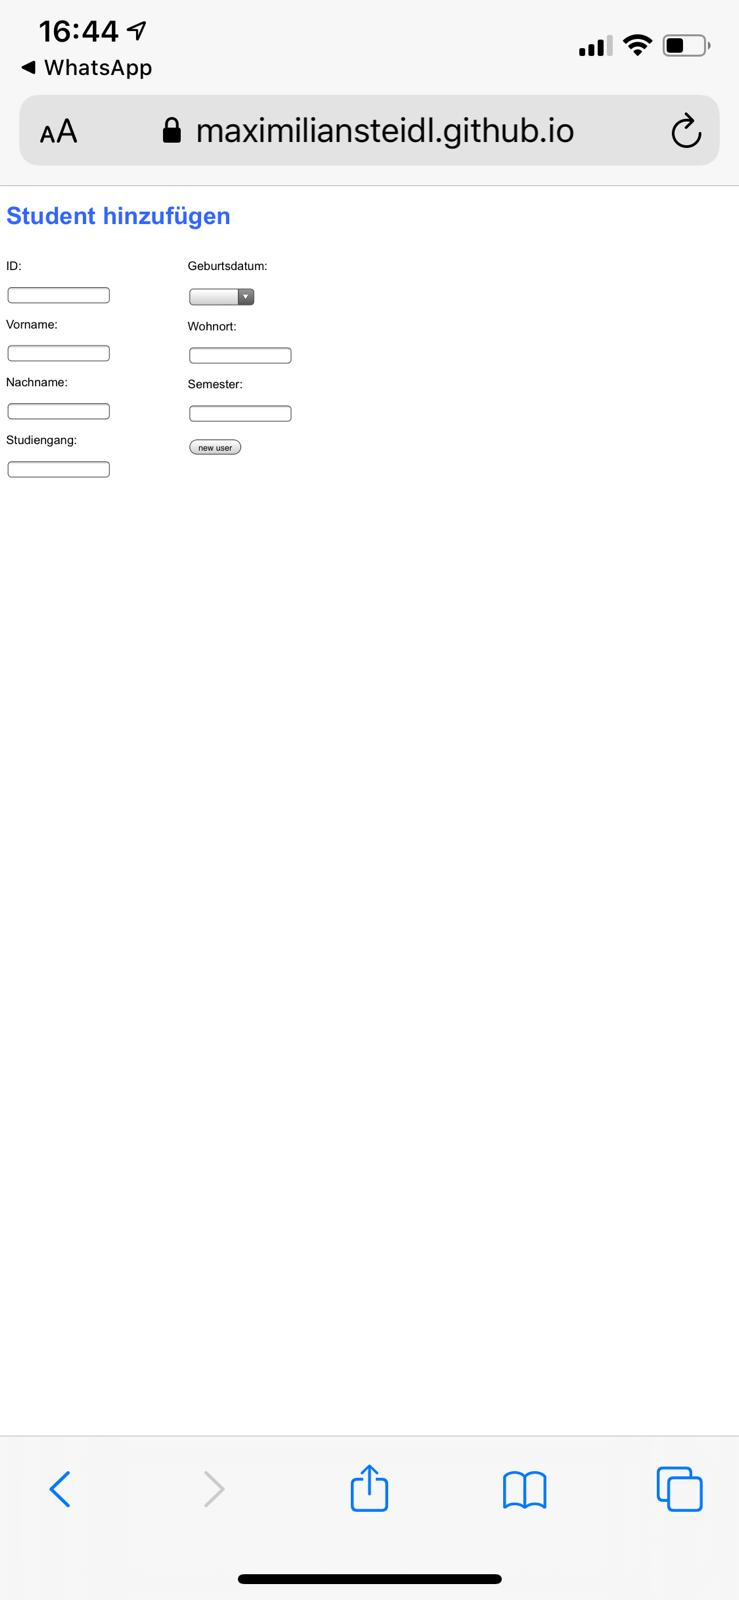 16:44
WhatsApp
AA
maximiliansteidl.github.io
Student hinzufügen
ID:
Vorname:
Nachname:
Studiengang:
Geburtsdatum:
Wohnort:
Semester:
new user